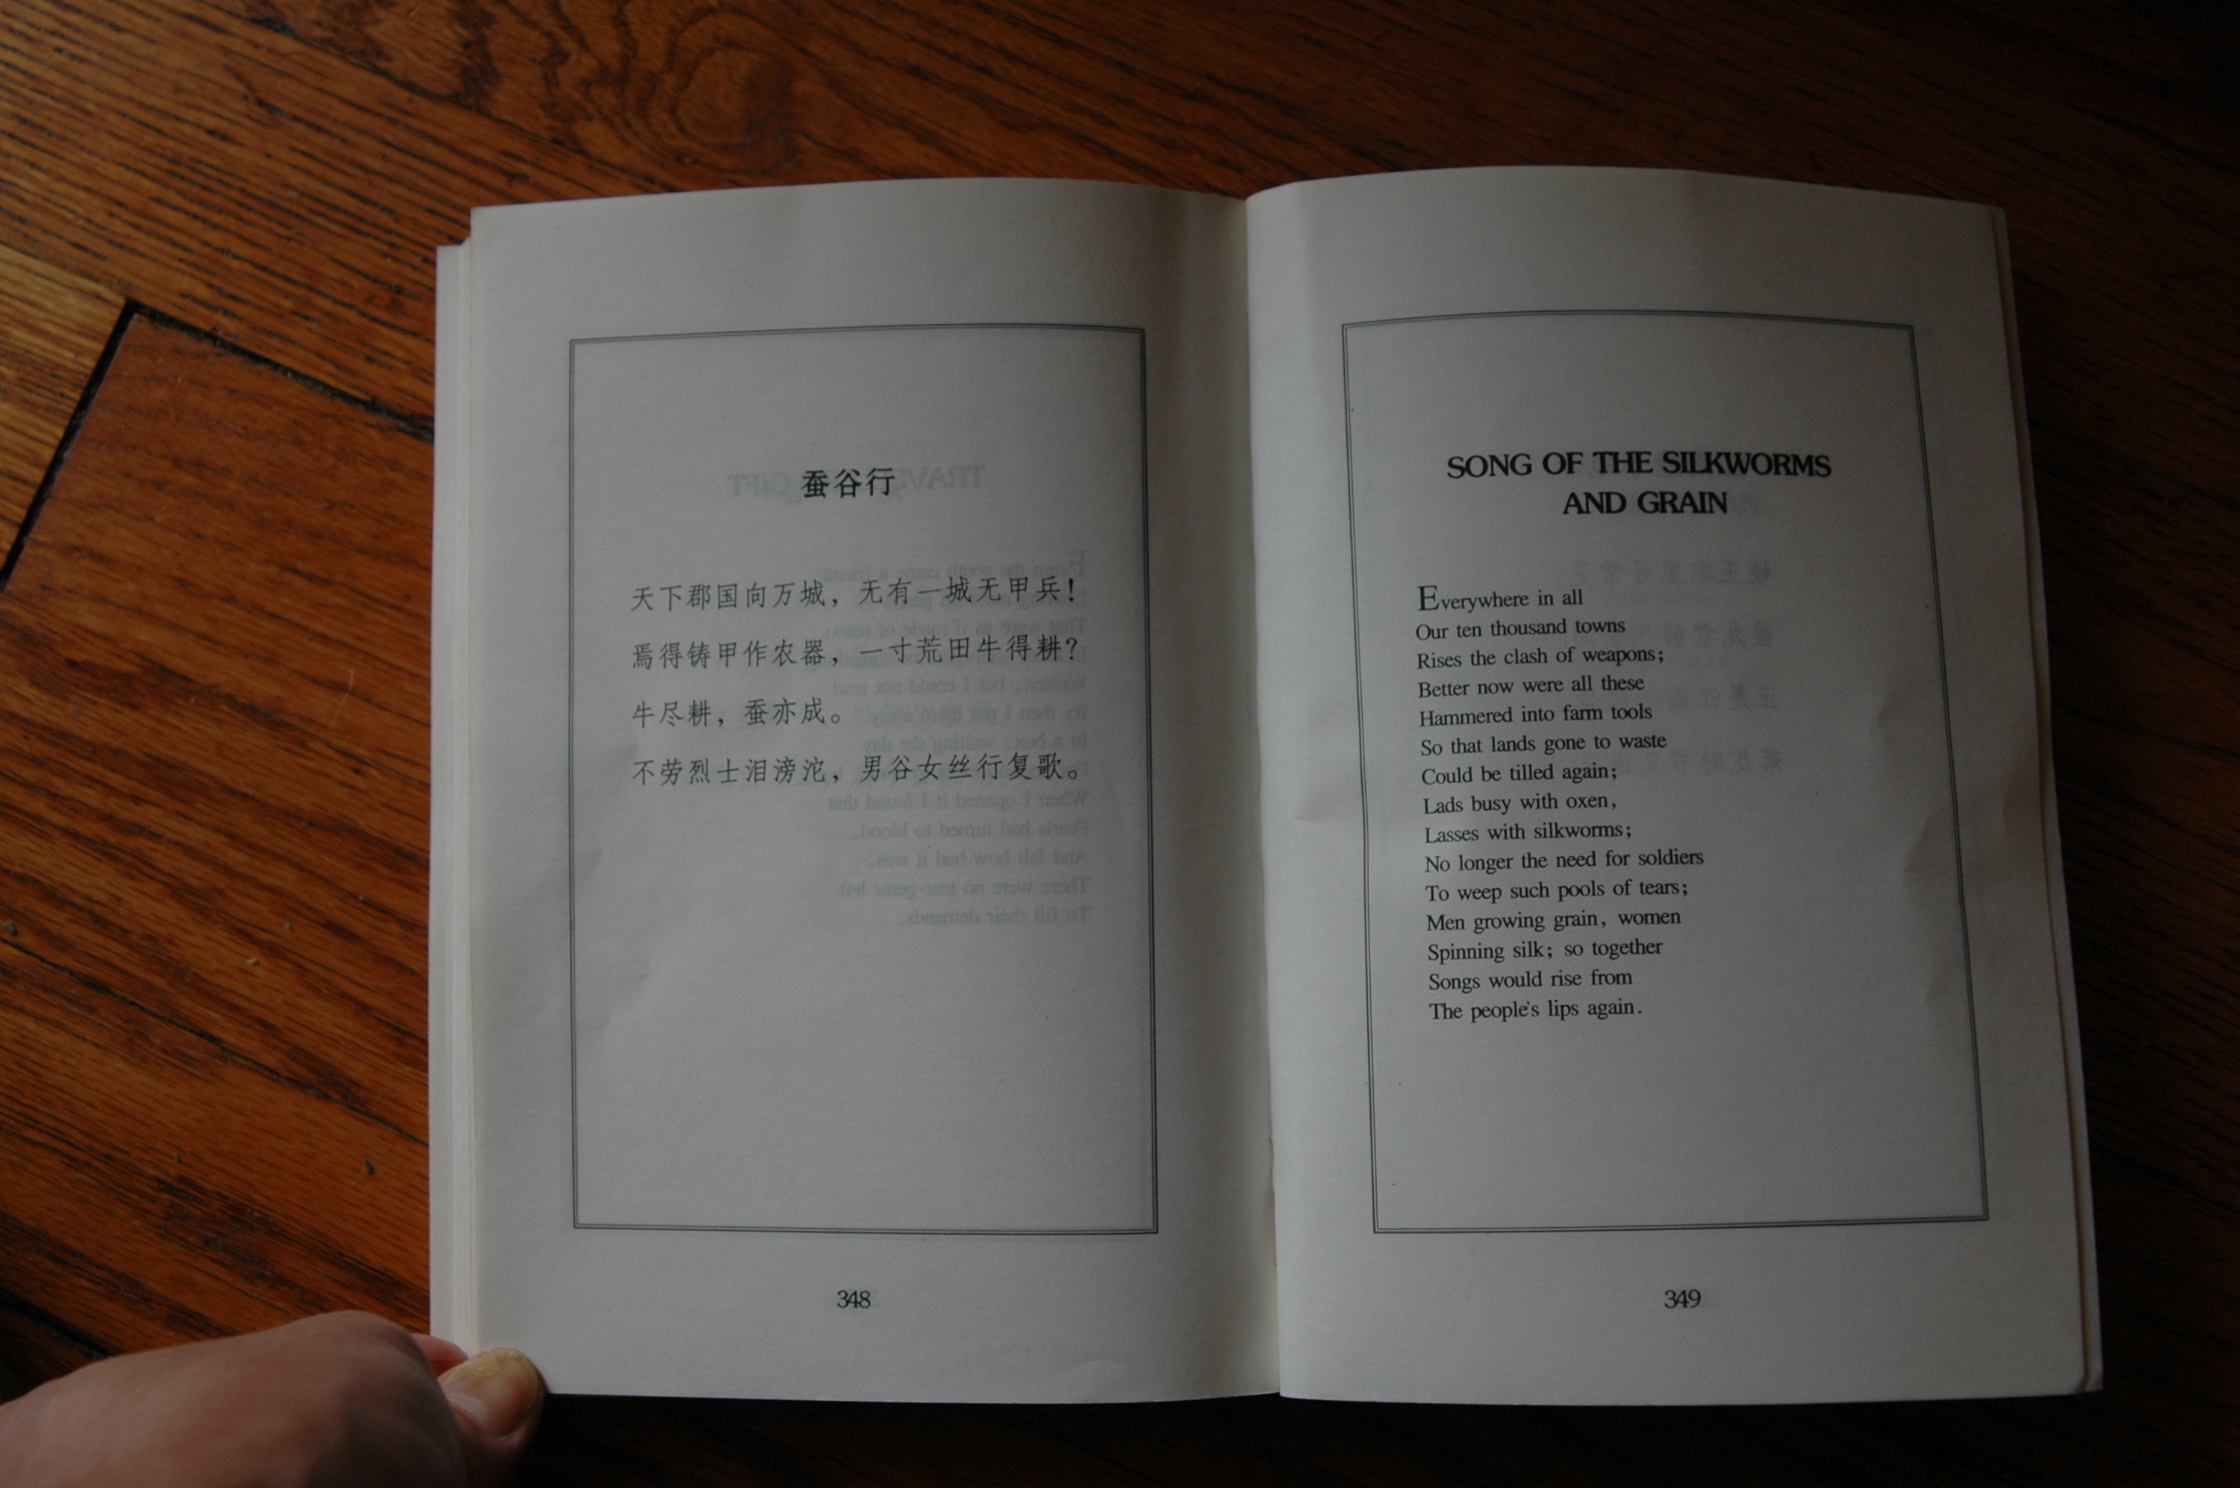 蚕谷行
天下郡国向万城，无有一城无甲兵！
焉得铸甲作农器，一寸荒田牛得耕？
牛尽耕，蚕亦成。
不劳烈士泪滂沱，男谷女丝行复歌。
348
SONG OF THE SILKWORMS
AND GRAIN
Everywhere in all
Our ten thousand towns
Rises the clash of weapons;
Better now were all these
Hammered into farm tools
So that lands gone to waste
Could be tilled again;
Lads busy with oxen,
Lasses with silkworms;
No longer the need for soldiers
To weep such pools of tears;
Men growing grain, women
Spinning silk; so together
Songs would rise from
The people's lips again.
349